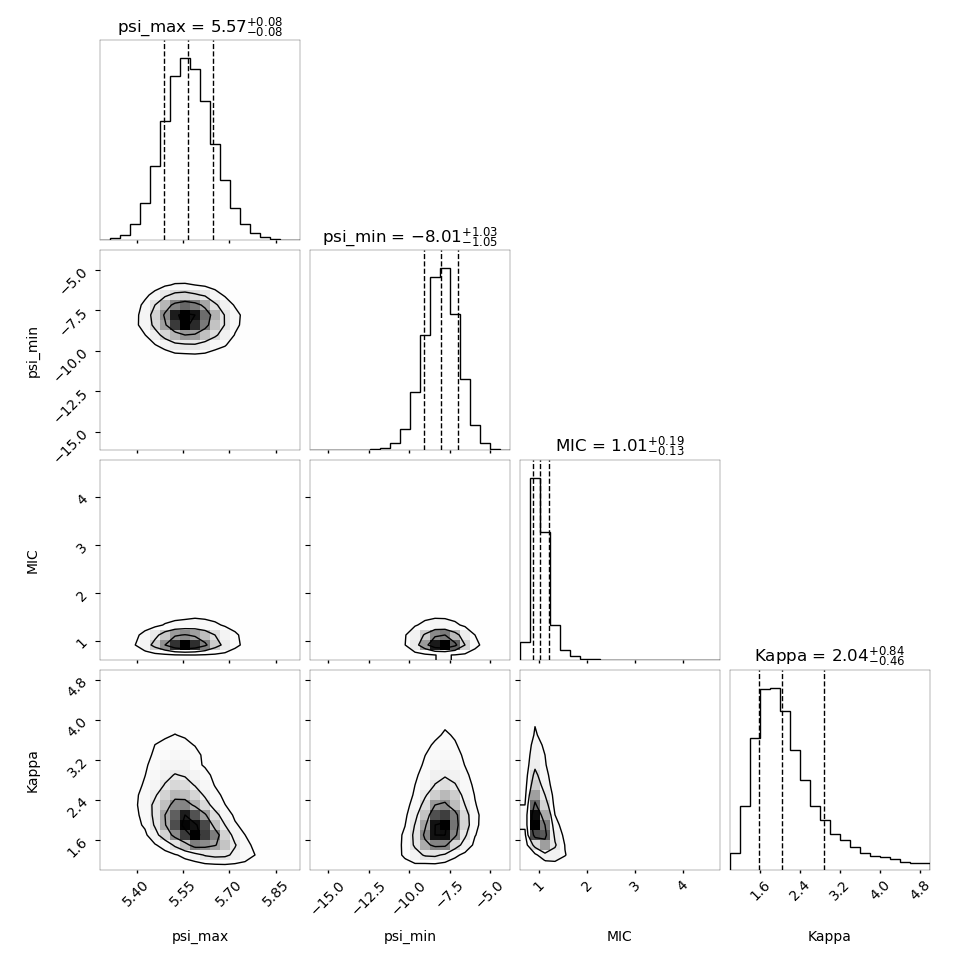 psi_max = 5.57+0.08−0.08
psi_min = −8.01+1.03−1.05
−5.0
−7.5
−10.0
−12.5
−15.0
psi_min
MIC = 1.01+0.19−0.13
4
3
2
1
MIC
Kappa = 2.04+0.84−0.46
4.8
4.0
3.2
2.4
1.6
Kappa
5.40 5.55 5.70 5.85 −15.0 −12.5 −10.0 −7.5 −5.0 1 2 3 4 1.6 2.4 3.2 4.0 4.8
psi_max psi_min MIC Kappa